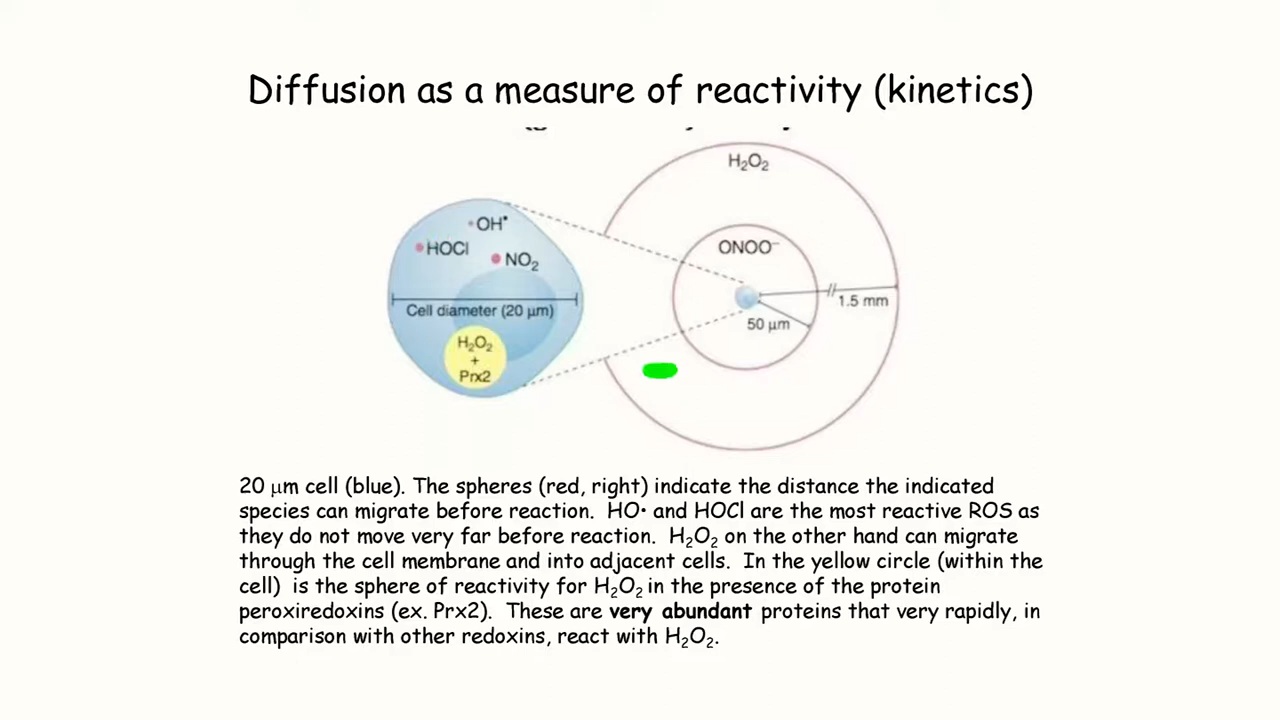 Diffusion as a measure of reactivity (kinetics)
H₂O₂
OH•
HOCl
NO₂
ONOO⁻
Cell diameter (20 μm)
1.5 mm
50 μm
H₂O₂
+
Prx2
20 μm cell (blue). The spheres (red, right) indicate the distance the indicated
species can migrate before reaction. HO• and HOCl are the most reactive ROS as
they do not move very far before reaction. H₂O₂ on the other hand can migrate
through the cell membrane and into adjacent cells. In the yellow circle (within the
cell) is the sphere of reactivity for H₂O₂ in the presence of the protein
peroxiredoxins (ex. Prx2). These are very abundant proteins that very rapidly, in
comparison with other redoxins, react with H₂O₂.